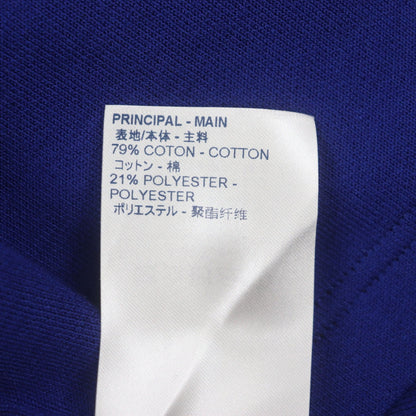 PRINCIPAL - MAIN
表地/本体 - 主料
79% COTON - COTTON
コットン - 棉
21% POLYESTER -
POLYESTER
ポリエステル - 聚酯纤维